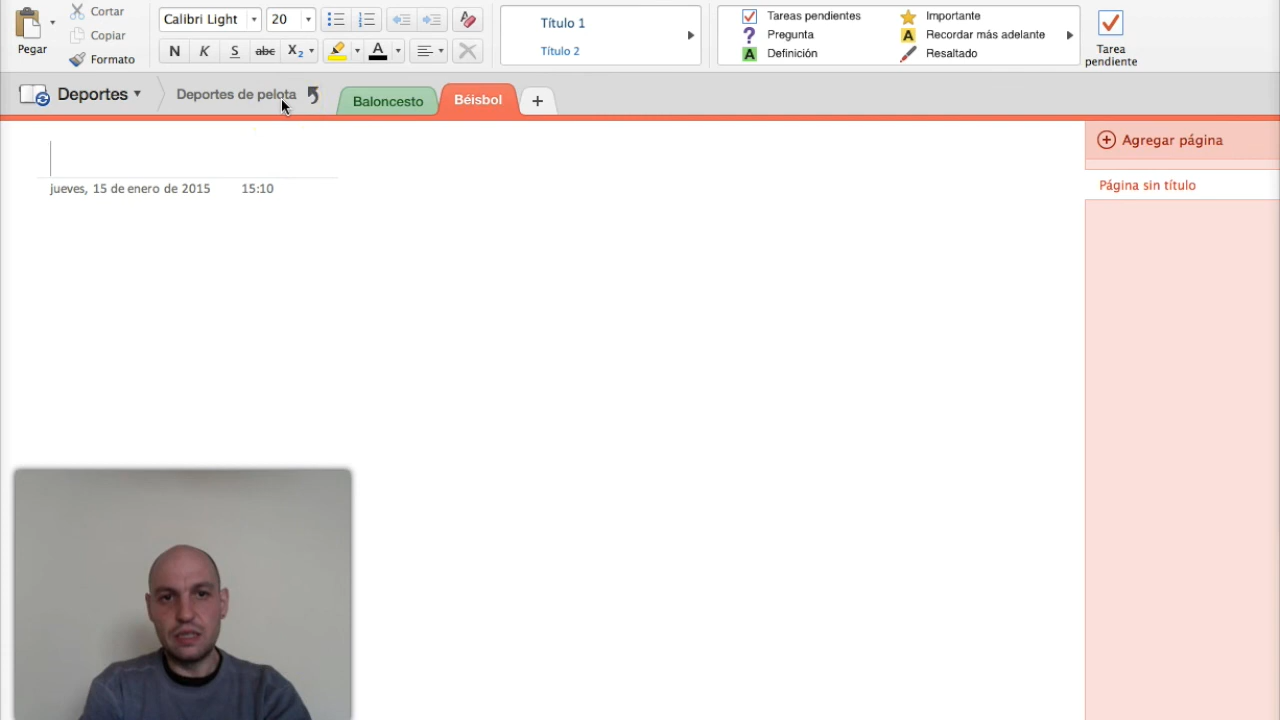 Pegar
Cortar
Copiar
Formato
Calibri Light
20
N K S abc X2 A
Título 1
Título 2
Tareas pendientes
Pregunta
A Definición
Importante
A Recordar más adelante
Resaltado
Tarea
pendiente
Deportes
Deportes de pelota
Baloncesto
Béisbol
+
jueves, 15 de enero de 2015 15:10
Agregar página
Página sin título